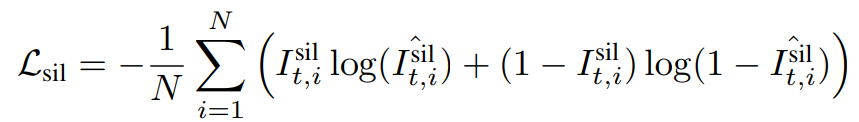 $\mathcal{L}_{\text{sil}} = -\frac{1}{N} \sum_{i=1}^{N} \left( I_{t,i}^{\text{sil}} \log(\hat{I_{t,i}^{\text{sil}}}) + (1 - I_{t,i}^{\text{sil}}) \log(1 - \hat{I_{t,i}^{\text{sil}}}) \right)$